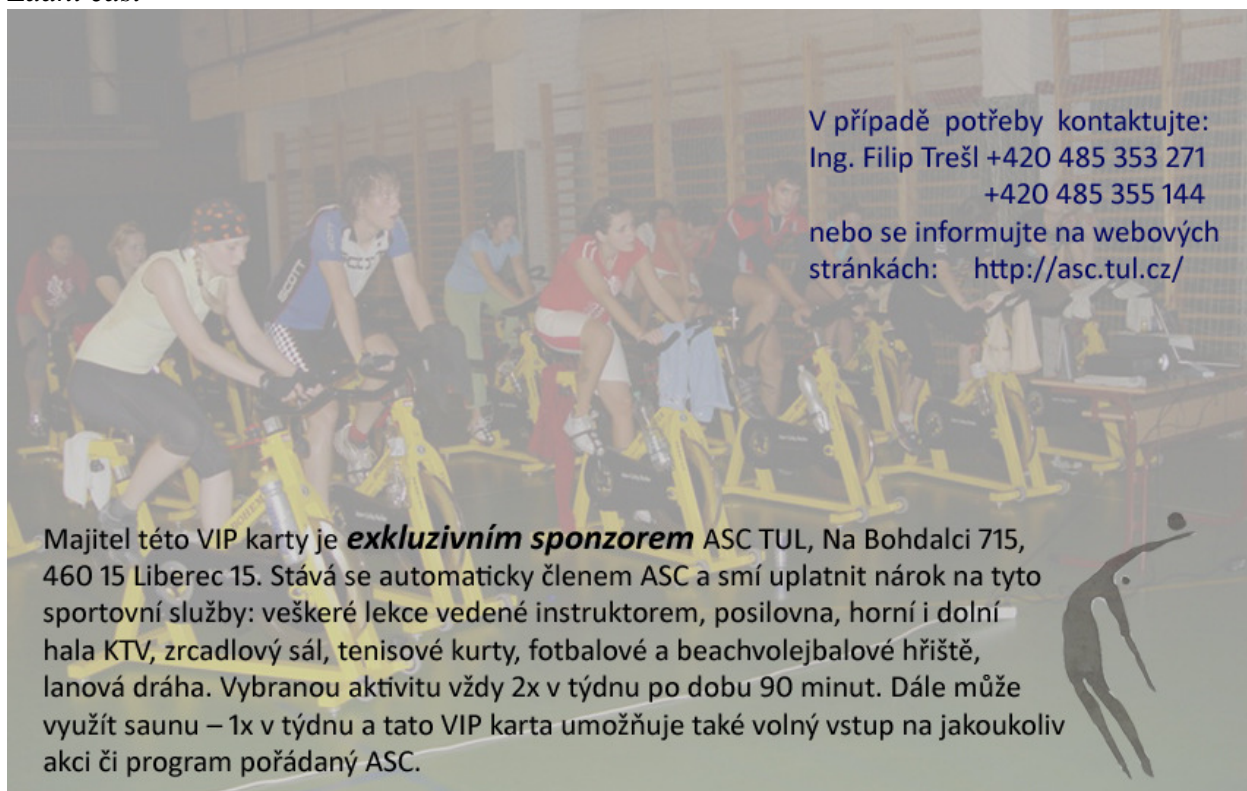 V případě potřeby kontaktujte:
Ing. Filip Trešl +420 485 353 271
+420 485 355 144
nebo se informujte na webových
stránkách: http://asc.tul.cz/
SCOTT
Majitel této VIP karty je exkluzivním sponzorem ASC TUL, Na Bohdalci 715,
460 15 Liberec 15. Stává se automaticky členem ASC a smí uplatnit nárok na tyto
sportovní služby: veškeré lekce vedené instruktorem, posilovna, horní i dolní
hala KTV, zrcadlový sál, tenisové kurty, fotbalové a beachvolejbalové hřiště,
lanová dráha. Vybranou aktivitu vždy 2x v týdnu po dobu 90 minut. Dále může
využít saunu – 1x v týdnu a tato VIP karta umožňuje také volný vstup na jakoukoliv
akci či program pořádaný ASC.